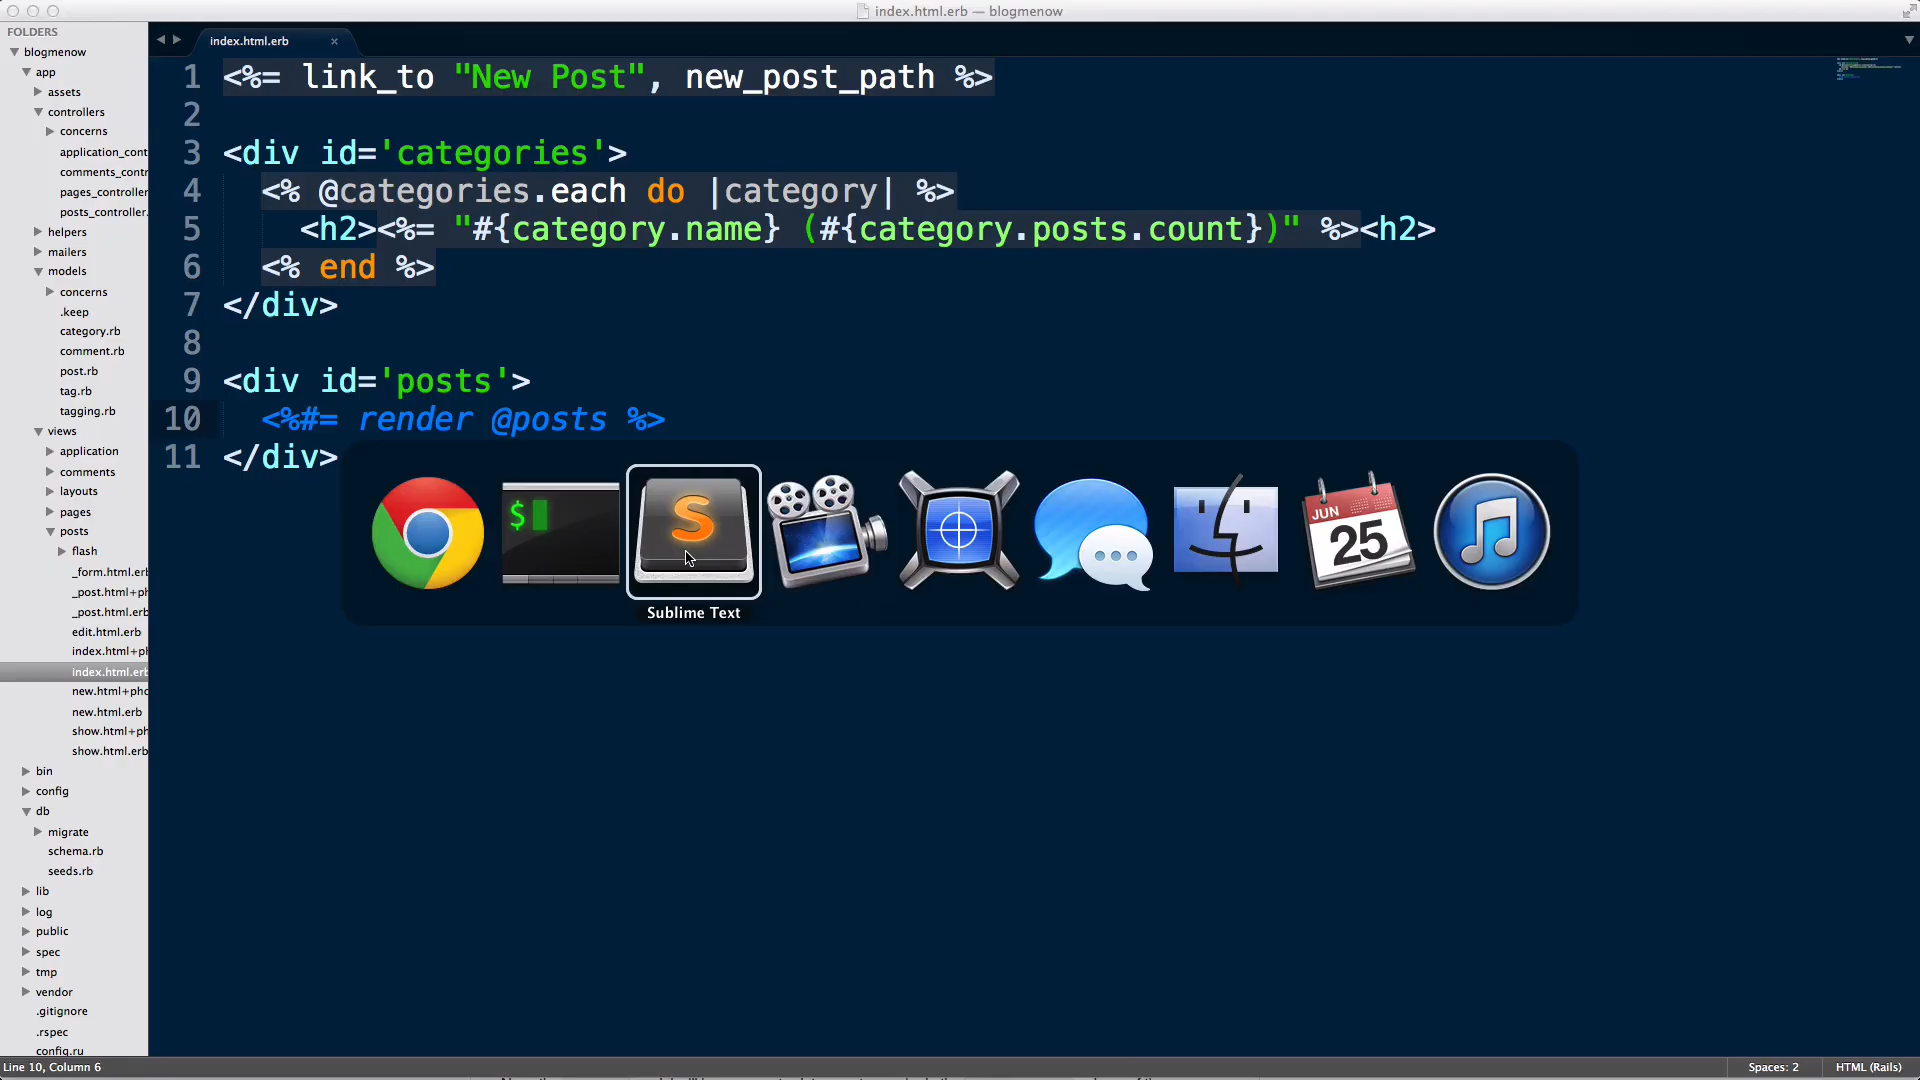 index.html.erb — blogmenow
FOLDERS
blogmenow
app
assets
controllers
concerns
application_cont
comments_contr
pages_controller
posts_controller.
helpers
mailers
models
concerns
.keep
category.rb
comment.rb
post.rb
tag.rb
tagging.rb
views
application
comments
layouts
pages
posts
flash
_form.html.erb
_post.html+ph
_post.html.erb
edit.html.erb
index.html+ph
index.html.erb
new.html+pho
new.html.erb
show.html+ph
show.html.erb
bin
config
db
migrate
schema.rb
seeds.rb
lib
log
public
spec
tmp
vendor
.gitignore
.rspec
config.ru
index.html.erb ×
1 <%= link_to "New Post", new_post_path %>
2
3 <div id='categories'>
4 <% @categories.each do |category| %>
5 <h2><%= "#{category.name} (#{category.posts.count})" %><h2>
6 <% end %>
7 </div>
8
9 <div id='posts'>
10 <%#= render @posts %>
11 </div>
$
S
JUN
25
Sublime Text
Line 10, Column 6
Spaces: 2
HTML (Rails)